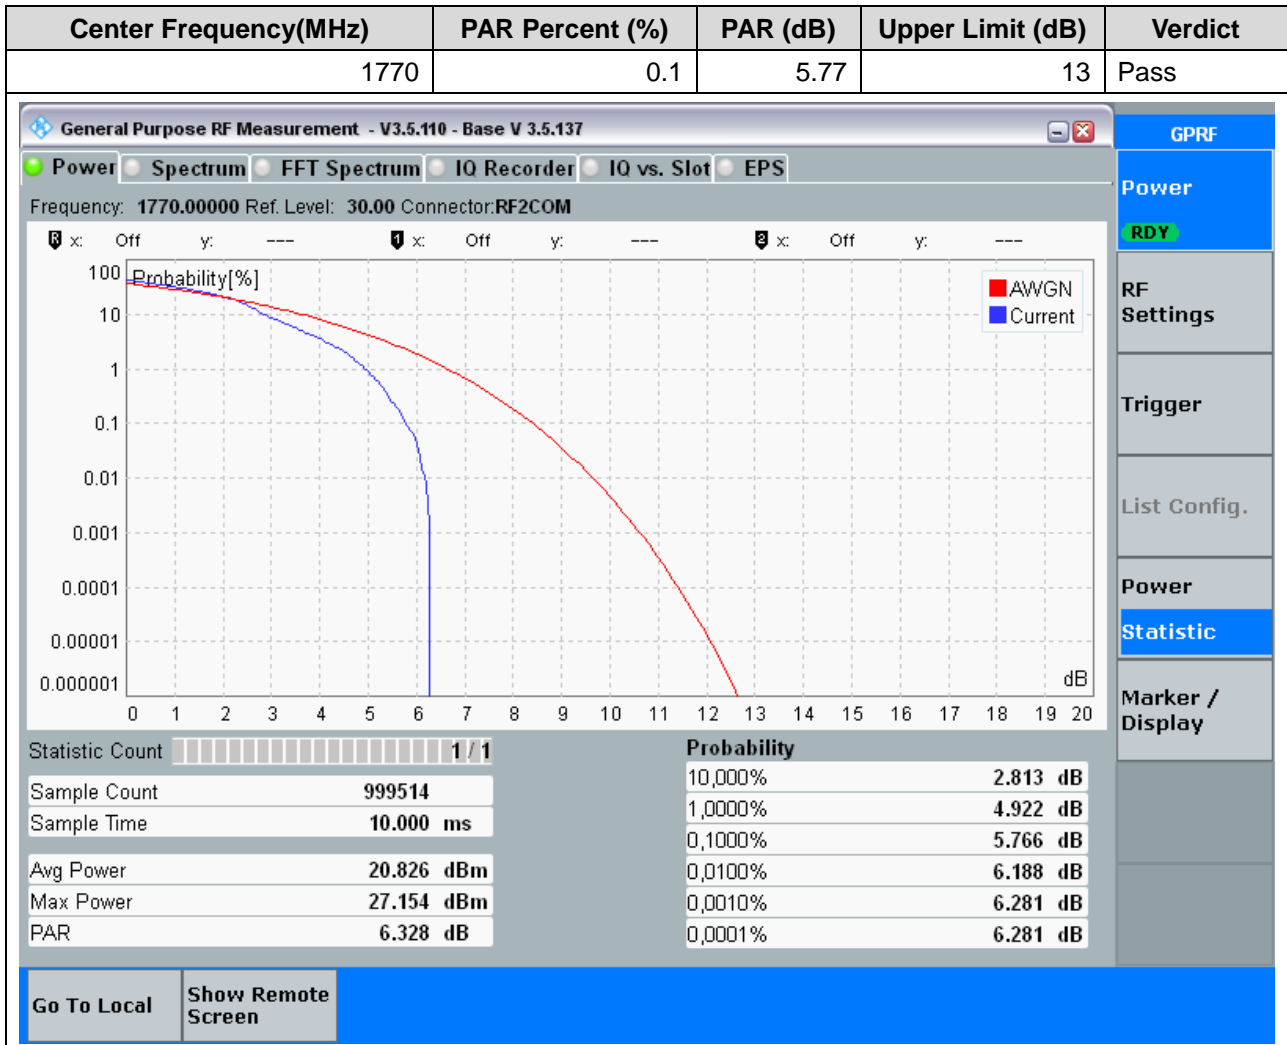 Center Frequency(MHz) PAR Percent (%) PAR (dB) Upper Limit (dB) Verdict
1770 0.1 5.77 13 Pass
General Purpose RF Measurement - V3.5.110 - Base V 3.5.137
GPRF
Power Spectrum FFT Spectrum IQ Recorder IQ vs. Slot EPS
Frequency: 1770.00000 Ref. Level: 30.00 Connector:RF2COM
R x: Off y: --- 1 x: Off y: --- 2 x: Off y: ---
Probability[%]
AWGN
Current
100
10
1
0.1
0.01
0.001
0.0001
0.00001
0.000001
dB
0 1 2 3 4 5 6 7 8 9 10 11 12 13 14 15 16 17 18 19 20
Statistic Count 1 / 1
Sample Count 999514
Sample Time 10.000 ms
Avg Power 20.826 dBm
Max Power 27.154 dBm
PAR 6.328 dB
Probability
10,000% 2.813 dB
1,0000% 4.922 dB
0,1000% 5.766 dB
0,0100% 6.188 dB
0,0010% 6.281 dB
0,0001% 6.281 dB
Power
RDY
RF
Settings
Trigger
List Config.
Power
Statistic
Marker /
Display
Go To Local
Show Remote
Screen